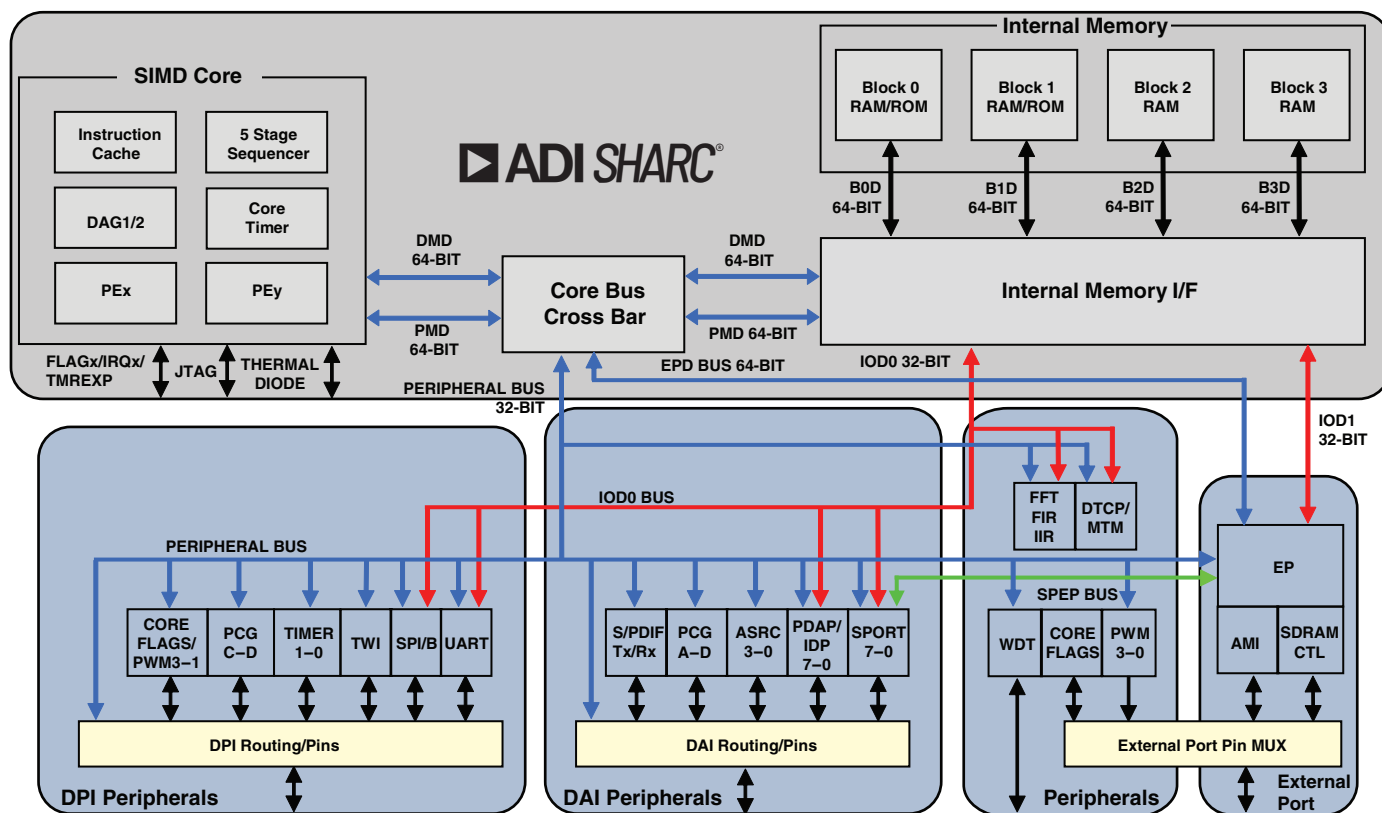 Internal Memory
SIMD Core
Block 0
RAM/ROM
Block 1
RAM/ROM
Block 2
RAM
Block 3
RAM
Instruction
Cache
5 Stage
Sequencer
ADI SHARC®
DAG1/2
Core
Timer
PEx
PEy
B0D
64-BIT
B1D
64-BIT
B2D
64-BIT
B3D
64-BIT
DMD
64-BIT
DMD
64-BIT
Core Bus
Cross Bar
Internal Memory I/F
PMD
64-BIT
PMD 64-BIT
FLAGx/IRQx/
TMREXP
JTAG
THERMAL
DIODE
EPD BUS 64-BIT
IOD0 32-BIT
PERIPHERAL BUS
32-BIT
IOD1
32-BIT
IOD0 BUS
FFT
FIR
IIR
DTCP/
MTM
PERIPHERAL BUS
EP
SPEP BUS
CORE
FLAGS/
PWM3–1
PCG
C–D
TIMER
1–0
TWI
SPI/B
UART
S/PDIF
Tx/Rx
PCG
A–D
ASRC
3–0
PDAP/
IDP
7–0
SPORT
7–0
WDT
CORE
FLAGS
PWM
3–0
AMI
SDRAM
CTL
DPI Routing/Pins
DAI Routing/Pins
External Port Pin MUX
DPI Peripherals
DAI Peripherals
Peripherals
External
Port